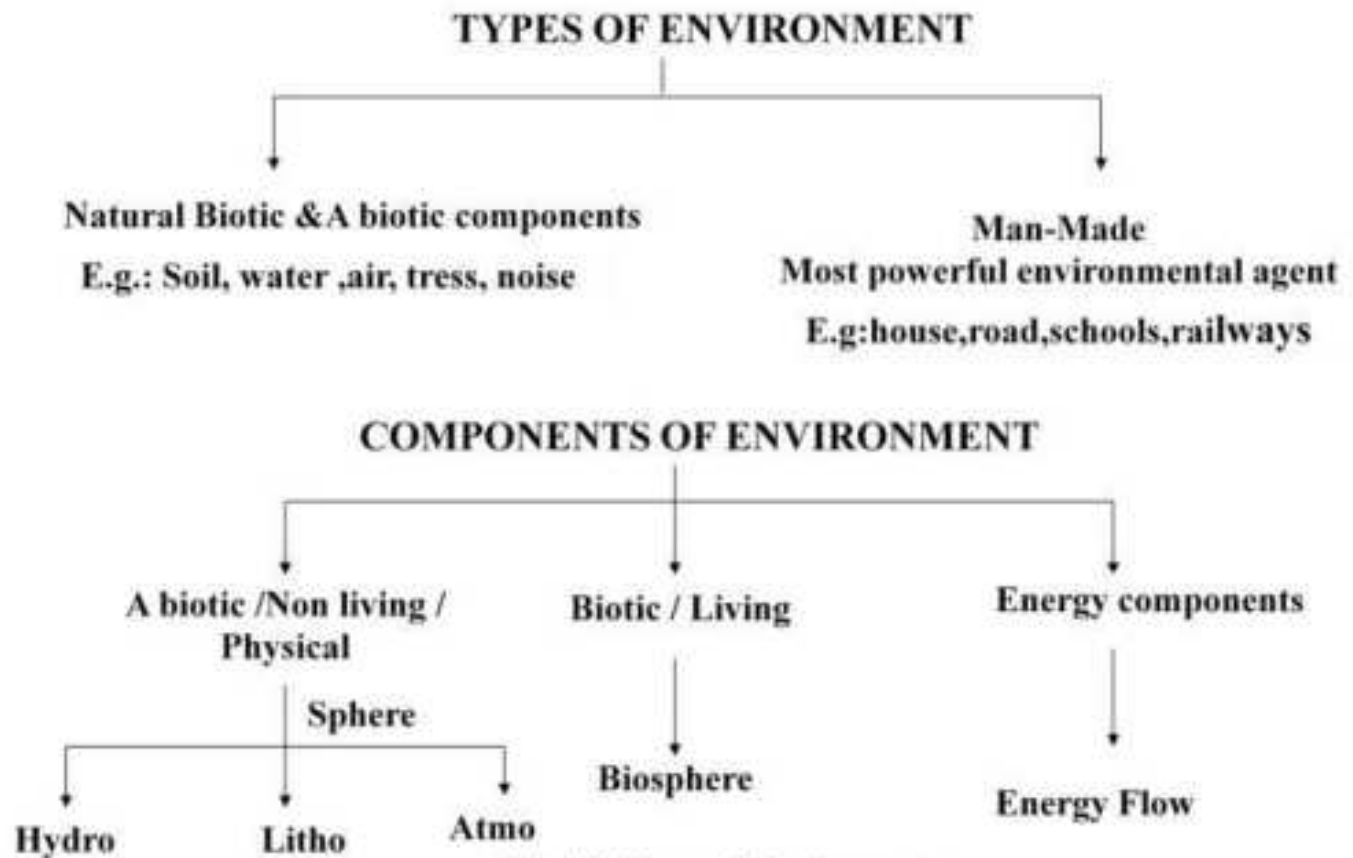 TYPES OF ENVIRONMENT
Natural Biotic &A biotic components
E.g.: Soil, water ,air, tress, noise
Man-Made
Most powerful environmental agent
E.g:house,road,schools,railways
COMPONENTS OF ENVIRONMENT
A biotic /Non living /
Physical
Biotic / Living
Energy components
Sphere
Hydro
Litho
Atmo
Biosphere
Energy Flow